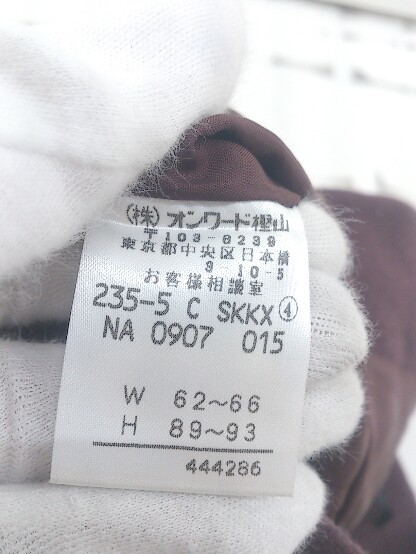 (株) オンワード樫山
〒103-8239
東京都中央区日本橋
3-10-5
お客様相談室
235-5 C SKKX ④
NA 0907 015
W 62~66
H 89~93
444286